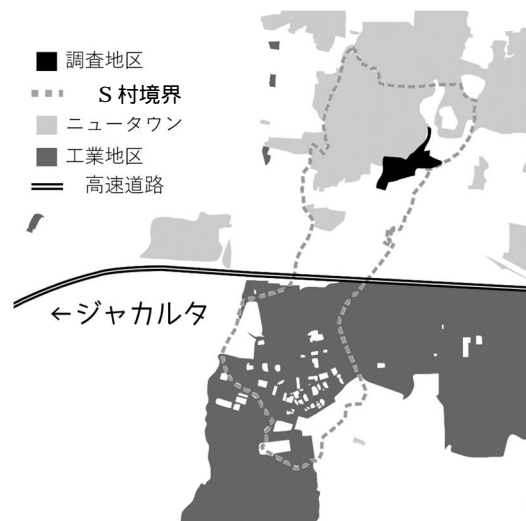 調査地区
S 村境界
ニュータウン
工業地区
高速道路
←ジャカルタ